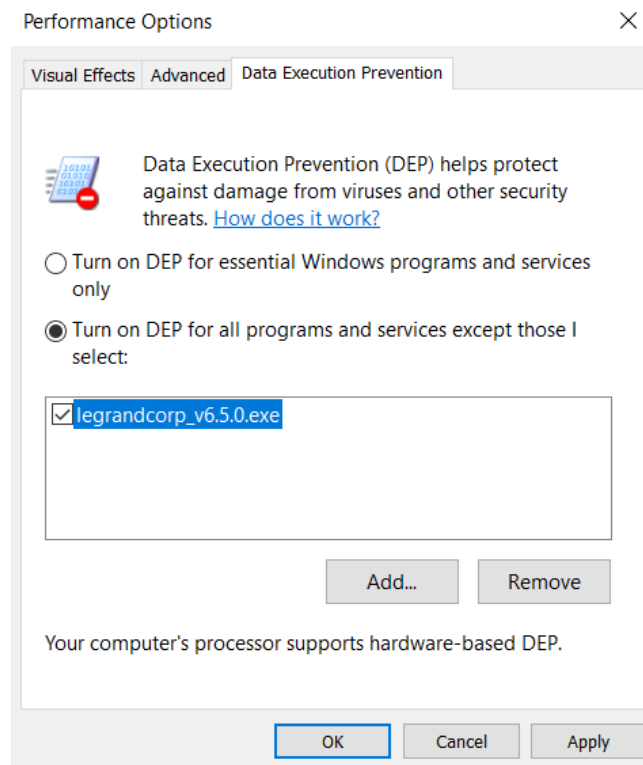 Performance Options
Visual Effects Advanced Data Execution Prevention
Data Execution Prevention (DEP) helps protect
against damage from viruses and other security
threats. How does it work?
Turn on DEP for essential Windows programs and services
only
Turn on DEP for all programs and services except those I
select:
legrandcorp_v6.5.0.exe
Add... Remove
Your computer's processor supports hardware-based DEP.
OK Cancel Apply